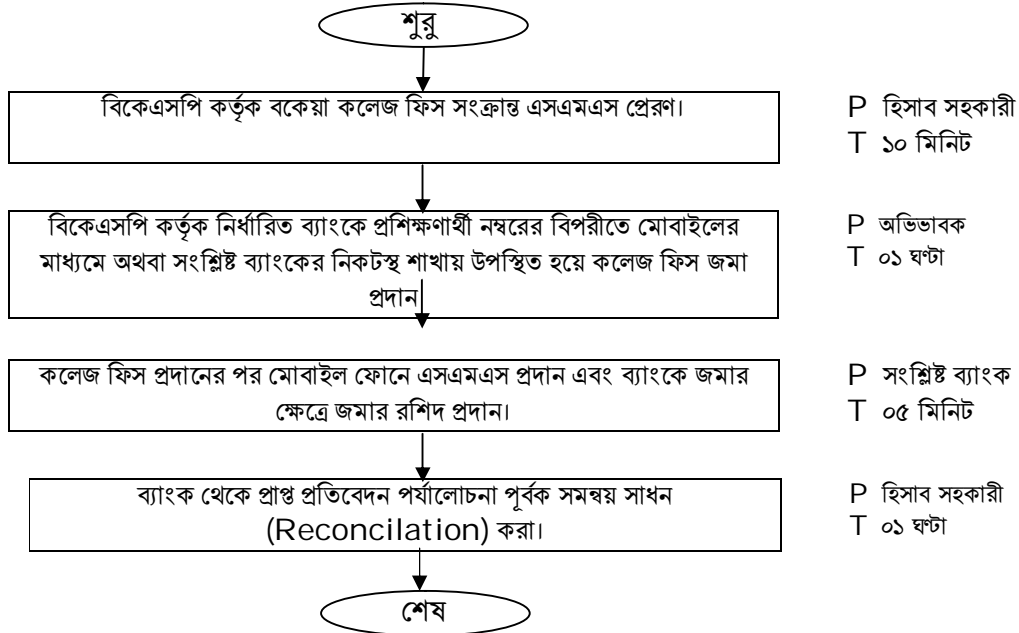 শুরু
বিকেএসপি কর্তৃক বকেয়া কলেজ ফিস সংক্রান্ত এসএমএস প্রেরণ।
P হিসাব সহকারী
T ১০ মিনিট
বিকেএসপি কর্তৃক নির্ধারিত ব্যাংকে প্রশিক্ষণার্থী নম্বরের বিপরীতে মোবাইলের
মাধ্যমে অথবা সংশ্লিষ্ট ব্যাংকের নিকটস্থ শাখায় উপস্থিত হয়ে কলেজ ফিস জমা
প্রদান
P অভিভাবক
T ০১ ঘণ্টা
কলেজ ফিস প্রদানের পর মোবাইল ফোনে এসএমএস প্রদান এবং ব্যাংকে জমার
ক্ষেত্রে জমার রশিদ প্রদান।
P সংশ্লিষ্ট ব্যাংক
T ০৫ মিনিট
ব্যাংক থেকে প্রাপ্ত প্রতিবেদন পর্যালোচনা পূর্বক সমন্বয় সাধন
(Reconcilation) করা।
P হিসাব সহকারী
T ০১ ঘণ্টা
শেষ